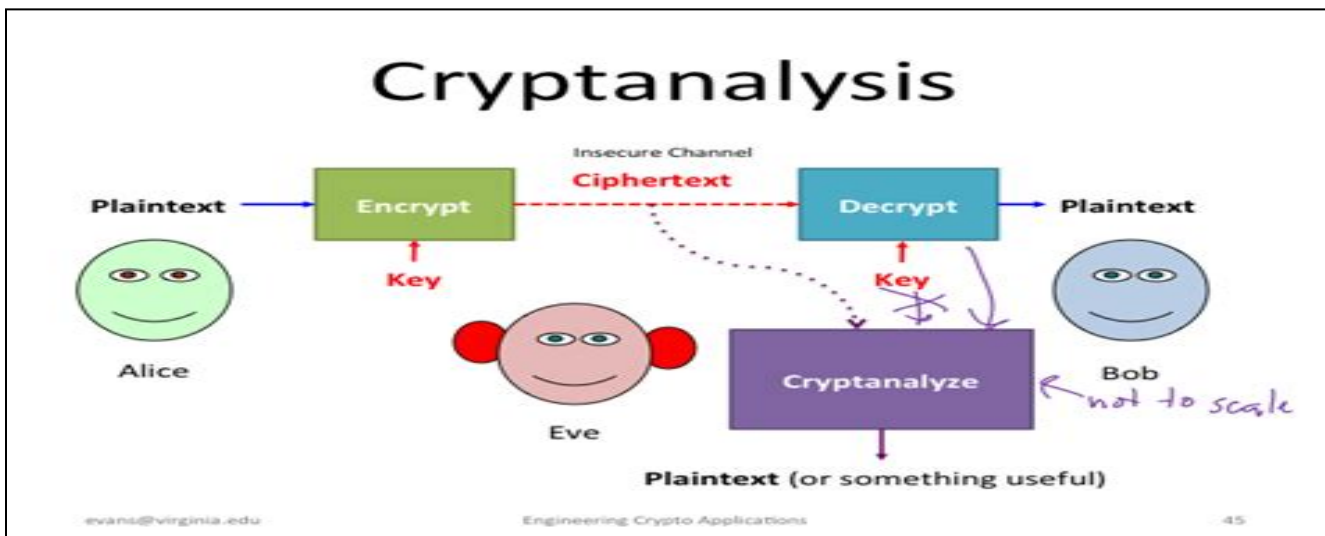 Cryptanalysis
Insecure Channel
Ciphertext
Plaintext
Encrypt
Decrypt
Plaintext
Key
Key
Alice
Eve
Cryptanalyze
Bob
not to scale
Plaintext (or something useful)
evans@virginia.edu
Engineering Crypto Applications
45